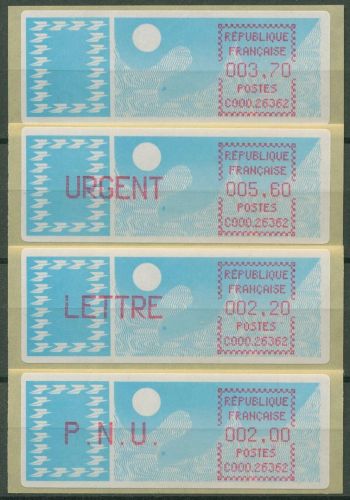 RÉPUBLIQUE
FRANÇAISE
003,70
POSTES
C000.26362
URGENT
RÉPUBLIQUE
FRANÇAISE
005,60
POSTES
C000.26362
LETTRE
RÉPUBLIQUE
FRANÇAISE
002,20
POSTES
C000.26362
P.N.U.
RÉPUBLIQUE
FRANÇAISE
002,00
POSTES
C000.26362